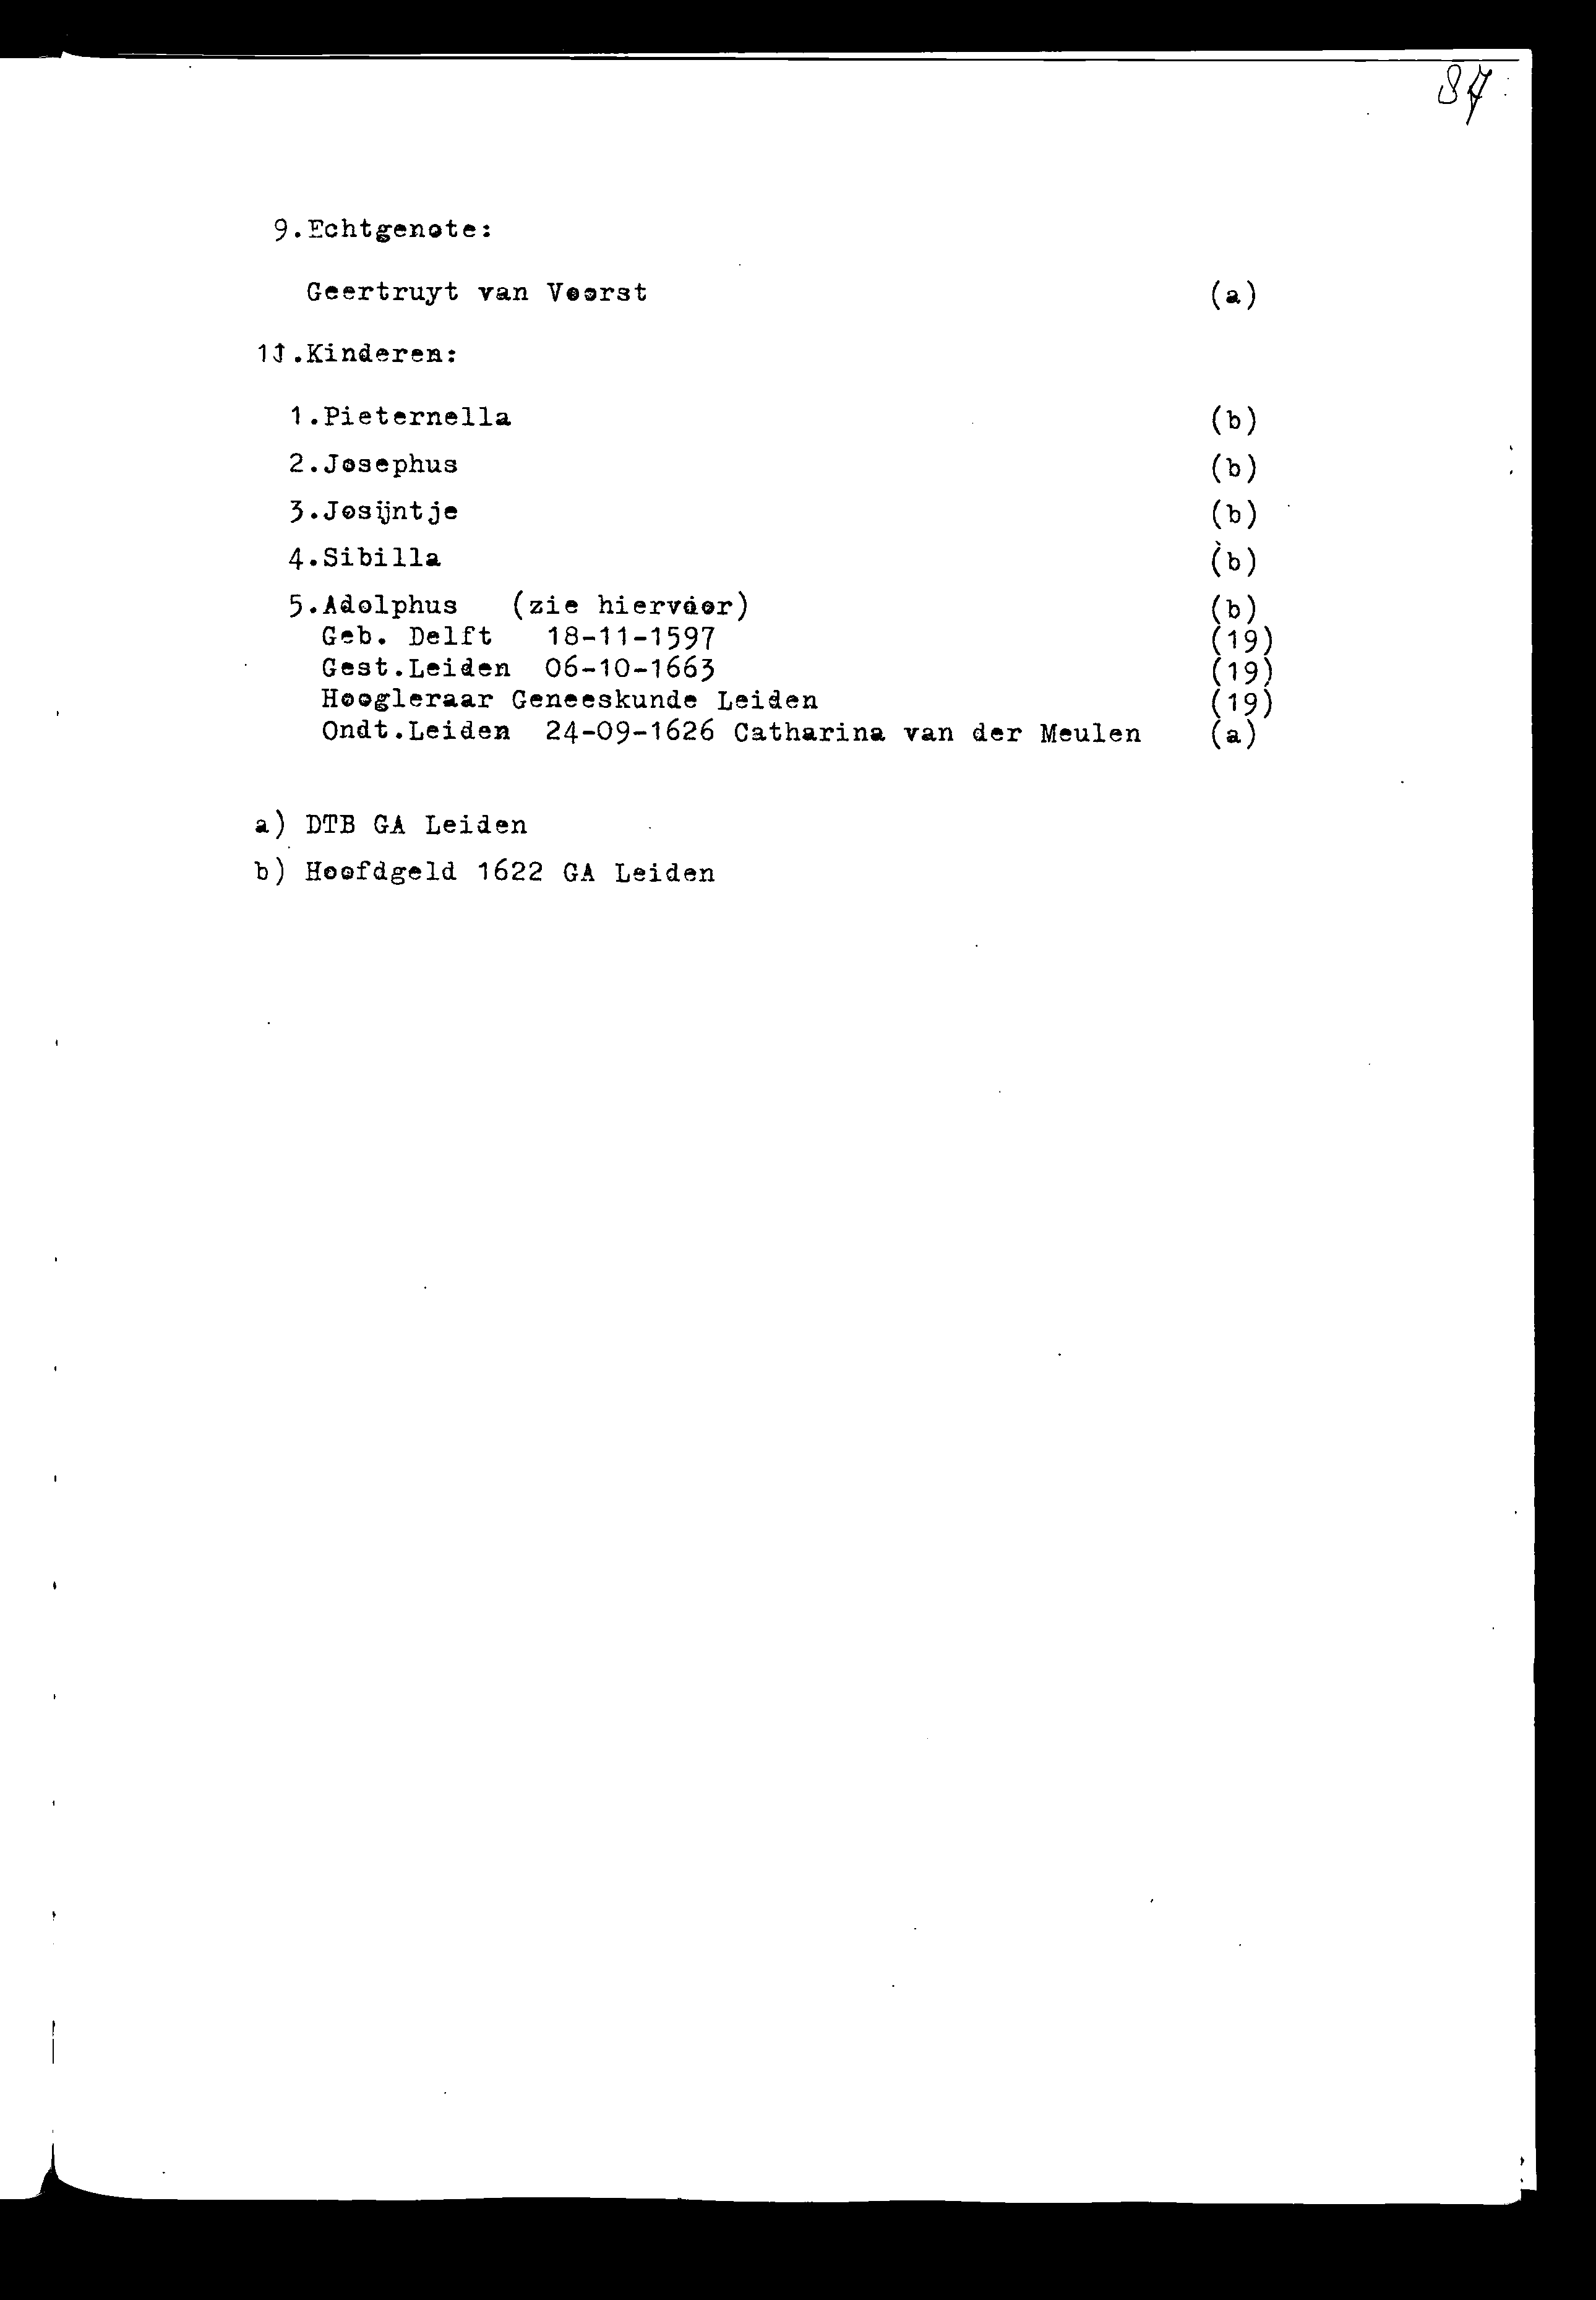 87
9.Echtgenote:
Geertruyt van Voorst (a)
11.Kinderen:
1.Pieternella (b)
2.Josephus (b)
3.Josijntje (b)
4.Sibilla (b)
5.Adolphus (zie hiervóor) (b)
Geb. Delft 18-11-1597 (19)
Gest.Leiden 06-10-1663 (19)
Hoogleraar Geneeskunde Leiden (19)
Ondt.Leiden 24-09-1626 Catharina van der Meulen (a)
a) DTB GA Leiden
b) Hoofdgeld 1622 GA Leiden